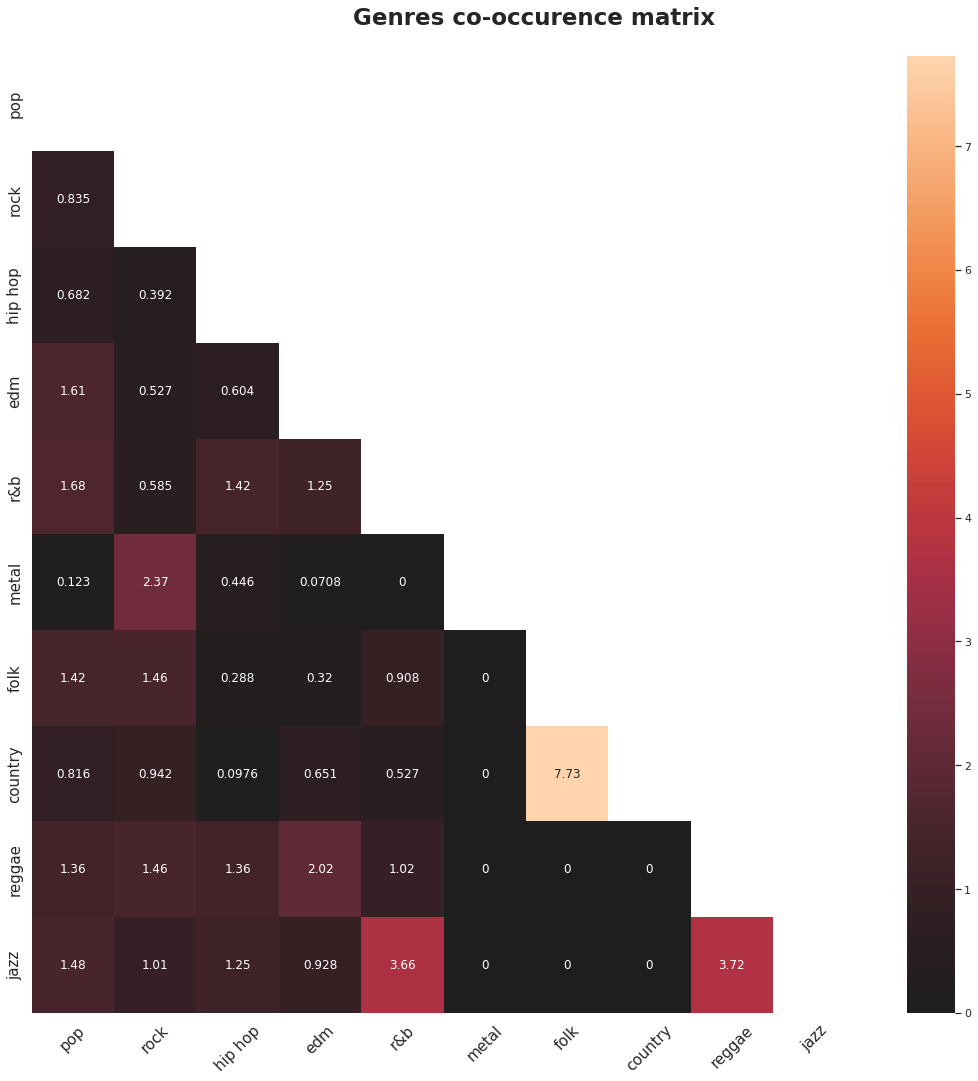 Genres co-occurence matrix
pop
rock
0.835
hip hop
0.682 0.392
edm
1.61 0.527 0.604
r&b
1.68 0.585 1.42 1.25
metal
0.123 2.37 0.446 0.0708 0
folk
1.42 1.46 0.288 0.32 0.908 0
country
0.816 0.942 0.0976 0.651 0.527 0 7.73
reggae
1.36 1.46 1.36 2.02 1.02 0 0 0
jazz
1.48 1.01 1.25 0.928 3.66 0 0 0 3.72
pop rock hip hop edm r&b metal folk country reggae jazz
7
6
5
4
3
2
1
0